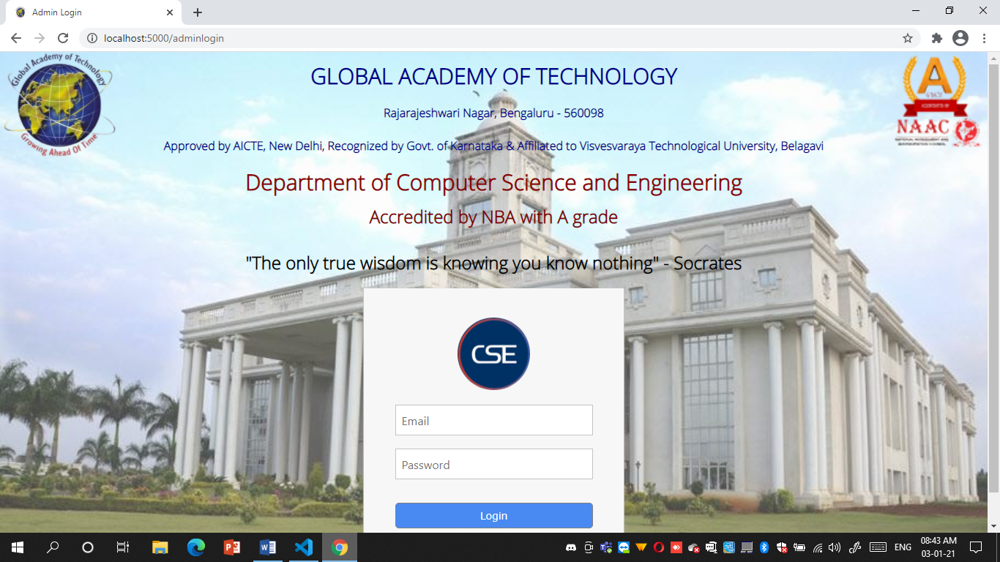 Admin Login
localhost:5000/adminlogin
Global Academy of Technology
Growing Ahead Of Time
GLOBAL ACADEMY OF TECHNOLOGY
Rajarajeshwari Nagar, Bengaluru - 560098
Approved by AICTE, New Delhi, Recognized by Govt. of Karnataka & Affiliated to Visvesvaraya Technological University, Belagavi
A
NAAC
Department of Computer Science and Engineering
Accredited by NBA with A grade
"The only true wisdom is knowing you know nothing" - Socrates
CSE
Email
Password
Login
ENG
08:43 AM
03-01-21